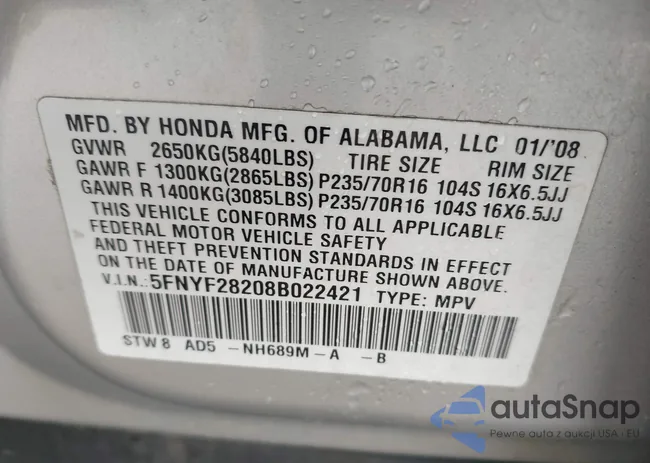 MFD. BY HONDA MFG. OF ALABAMA, LLC 01/'08
GVWR 2650KG(5840LBS) TIRE SIZE RIM SIZE
GAWR F 1300KG(2865LBS) P235/70R16 104S 16X6.5JJ
GAWR R 1400KG(3085LBS) P235/70R16 104S 16X6.5JJ
THIS VEHICLE CONFORMS TO ALL APPLICABLE
FEDERAL MOTOR VEHICLE SAFETY
AND THEFT PREVENTION STANDARDS IN EFFECT
ON THE DATE OF MANUFACTURE SHOWN ABOVE.
V.I.N.:5FNYF28208B022421 TYPE: MPV
STW8 AD5 -NH689M-A -B
autaSnap
Pewne auto z aukcji USA - EU